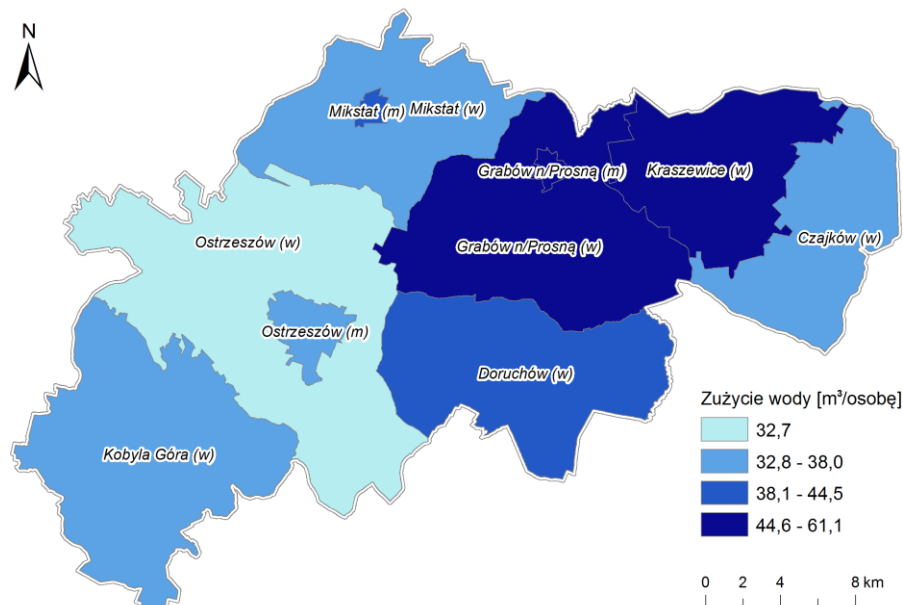 N
Mikstat (m)
Mikstat (w)
Grabów n/Prosną (m)
Kraszewice (w)
Ostrzeszów (w)
Grabów n/Prosną (w)
Czajków (w)
Ostrzeszów (m)
Doruchów (w)
Kobyla Góra (w)
Zużycie wody [m³/osobę]
32,7
32,8 - 38,0
38,1 - 44,5
44,6 - 61,1
0 2 4 8 km